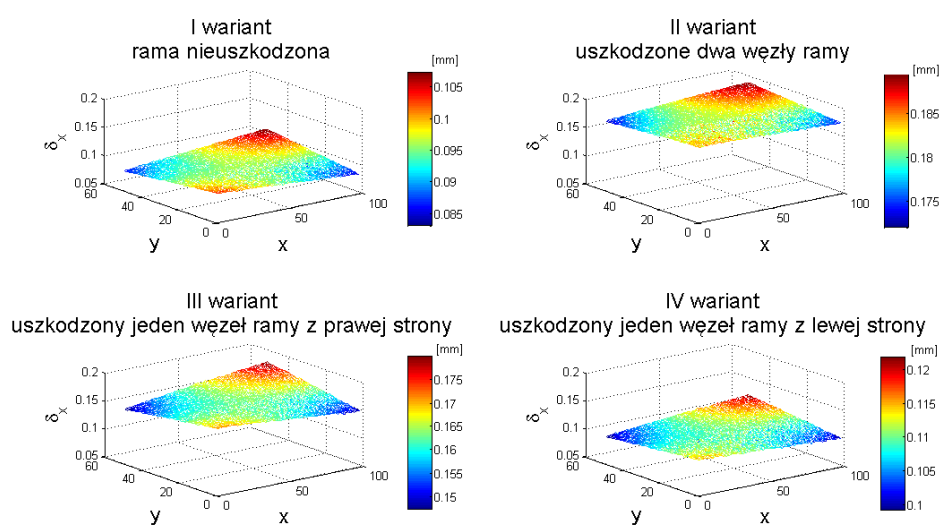 I wariant
rama nieuszkodzona
[mm]
0.105
0.1
0.095
0.09
0.085
0.2
0.15
0.1
0.05
δx
60
40
20
0
y
0
50
100
x
II wariant
uszkodzone dwa węzły ramy
[mm]
0.185
0.18
0.175
0.2
0.15
0.1
0.05
δx
60
40
20
0
y
0
50
100
x
III wariant
uszkodzony jeden węzeł ramy z prawej strony
[mm]
0.175
0.17
0.165
0.16
0.155
0.15
0.2
0.15
0.1
0.05
δx
60
40
20
0
y
0
50
100
x
IV wariant
uszkodzony jeden węzeł ramy z lewej strony
[mm]
0.12
0.115
0.11
0.105
0.1
0.2
0.15
0.1
0.05
δx
60
40
20
0
y
0
50
100
x